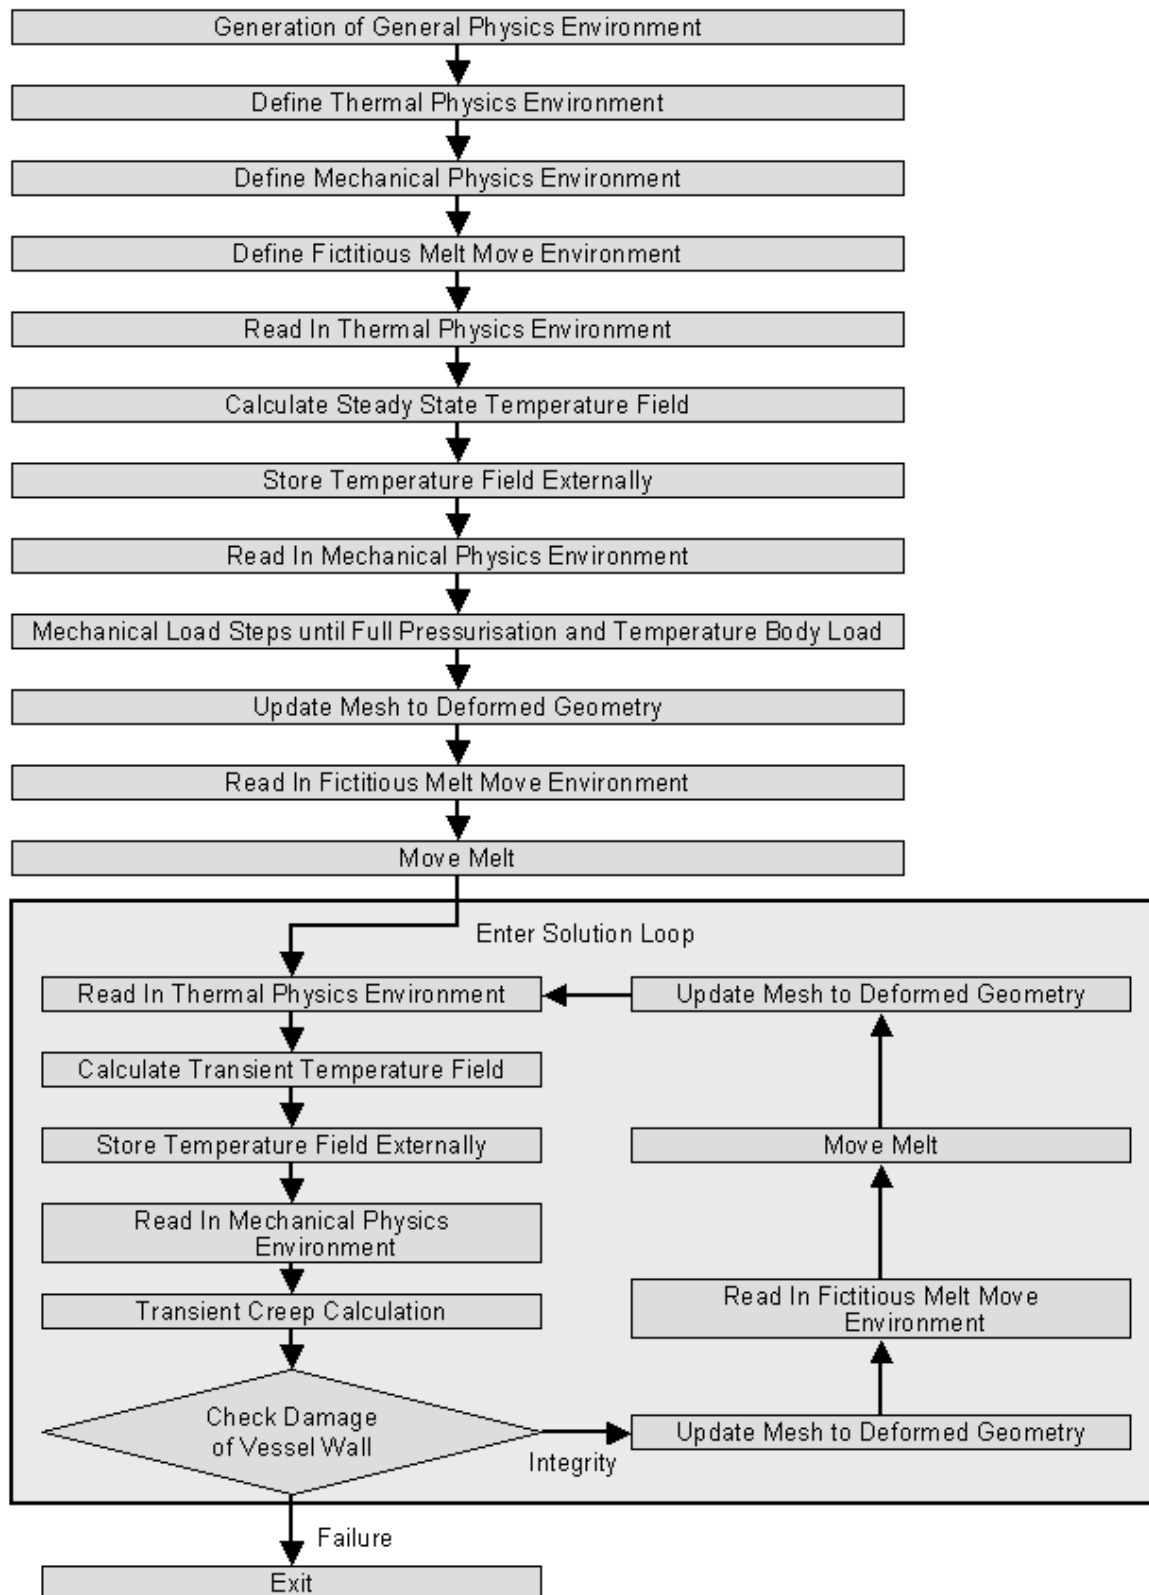 Generation of General Physics Environment
Define Thermal Physics Environment
Define Mechanical Physics Environment
Define Fictitious Melt Move Environment
Read In Thermal Physics Environment
Calculate Steady State Temperature Field
Store Temperature Field Externally
Read In Mechanical Physics Environment
Mechanical Load Steps until Full Pressurisation and Temperature Body Load
Update Mesh to Deformed Geometry
Read In Fictitious Melt Move Environment
Move Melt
Enter Solution Loop
Read In Thermal Physics Environment
Calculate Transient Temperature Field
Store Temperature Field Externally
Read In Mechanical Physics
Environment
Transient Creep Calculation
Check Damage
of Vessel Wall
Integrity
Update Mesh to Deformed Geometry
Read In Fictitious Melt Move
Environment
Move Melt
Update Mesh to Deformed Geometry
Failure
Exit